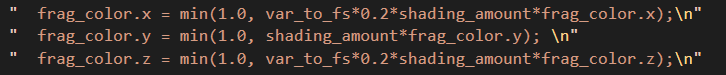 "  frag_color.x = min(1.0, var_to_fs*0.2*shading_amount*frag_color.x);\n"
"  frag_color.y = min(1.0, shading_amount*frag_color.y); \n"
"  frag_color.z = min(1.0, var_to_fs*0.2*shading_amount*frag_color.z);\n"